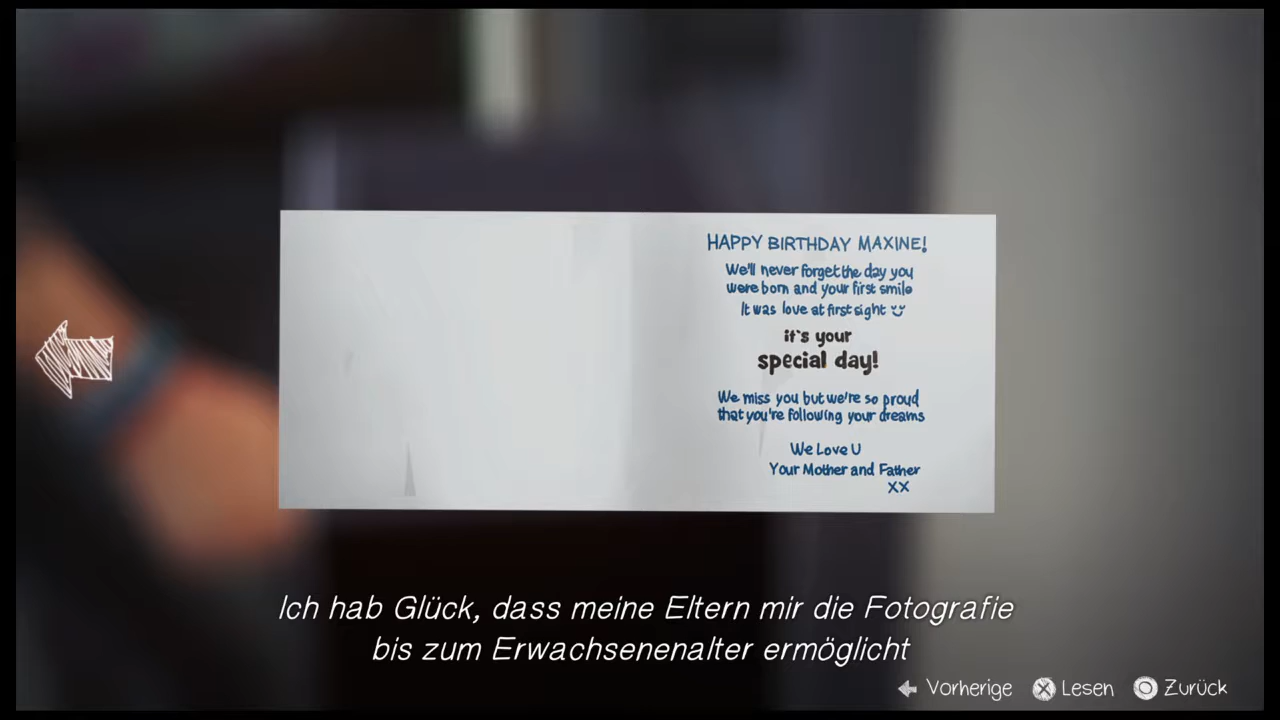 HAPPY BIRTHDAY MAXINE!
We'll never forget the day you
were born and your first smile
It was love at first sight
it's your
special day!
We miss you but we're so proud
that you're following your dreams
We Love U
Your Mother and Father
XX
Ich hab Glück, dass meine Eltern mir die Fotografie
bis zum Erwachsenenalter ermöglicht
Vorherige Lesen Zurück